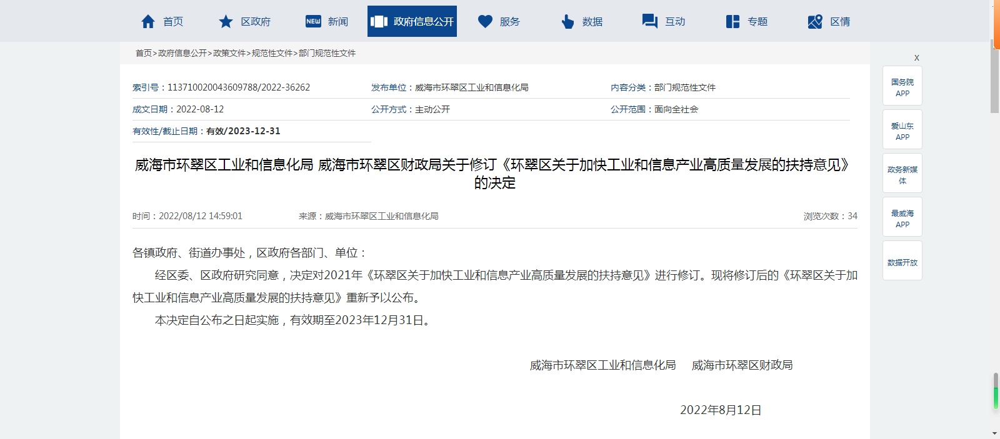 首页 区政府 NEW 新闻 政府信息公开 服务 数据 互动 专题 区情
首页>政府信息公开>政策文件>规范性文件>部门规范性文件
索引号：113710020043609788/2022-36262 发布单位：威海市环翠区工业和信息化局 内容分类：部门规范性文件
成文日期：2022-08-12 公开方式：主动公开 公开范围：面向全社会
有效性/截止日期：有效/2023-12-31
威海市环翠区工业和信息化局 威海市环翠区财政局关于修订《环翠区关于加快工业和信息产业高质量发展的扶持意见》
的决定
时间：2022/08/12 14:59:01 来源：威海市环翠区工业和信息化局 浏览次数：34
各镇政府、街道办事处，区政府各部门、单位：
经区委、区政府研究同意，决定对2021年《环翠区关于加快工业和信息产业高质量发展的扶持意见》进行修订。现将修订后的《环翠区关于加
快工业和信息产业高质量发展的扶持意见》重新予以公布。
本决定自公布之日起实施，有效期至2023年12月31日。
威海市环翠区工业和信息化局 威海市环翠区财政局
2022年8月12日
X
国务院
APP
爱山东
APP
政务新媒
体
最威海
APP
数据开放